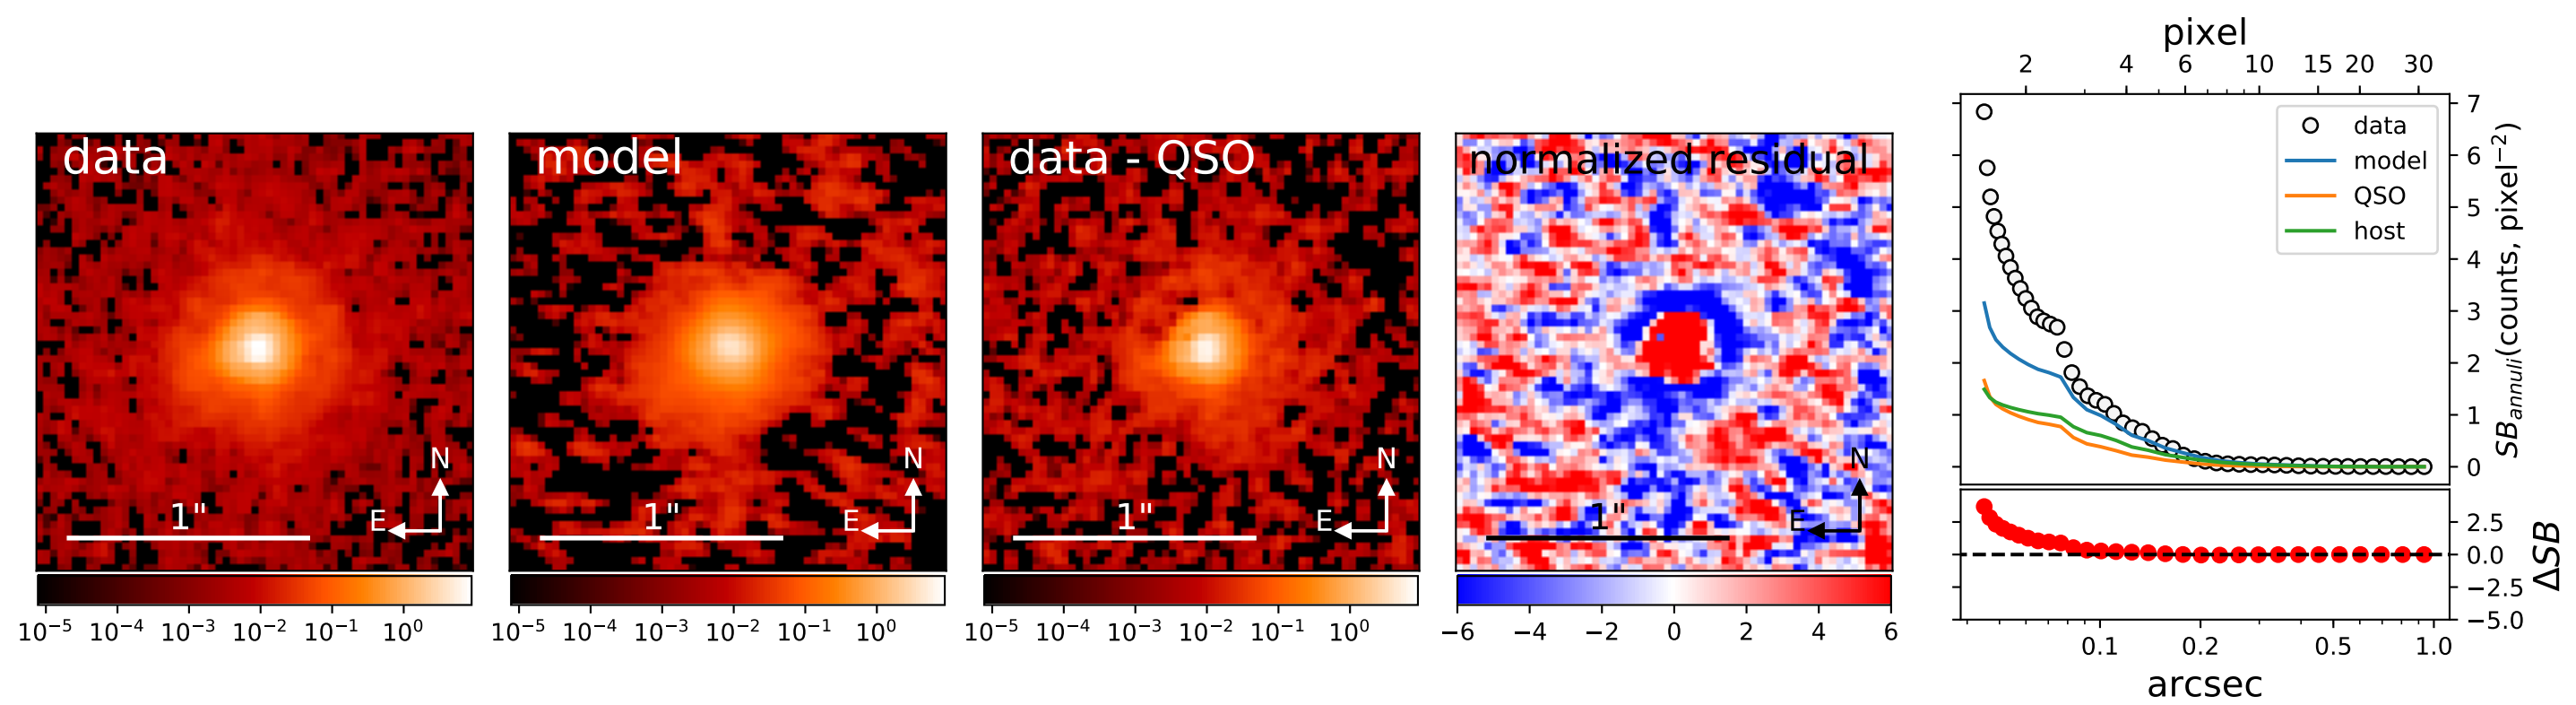 data
N
E
1"
10⁻⁵ 10⁻⁴ 10⁻³ 10⁻² 10⁻¹ 10⁰
model
N
E
1"
10⁻⁵ 10⁻⁴ 10⁻³ 10⁻² 10⁻¹ 10⁰
data - QSO
N
E
1"
10⁻⁵ 10⁻⁴ 10⁻³ 10⁻² 10⁻¹ 10⁰
normalized residual
N
E
1"
−6 −4 −2 0 2 4 6
pixel
2 4 6 10 15 20 30
data
model
QSO
host
7
6
5
4
3
2
1
0
SB_annuli(counts, pixel⁻²)
2.5
0.0
−2.5
−5.0
ΔSB
0.1 0.2 0.5 1.0
arcsec